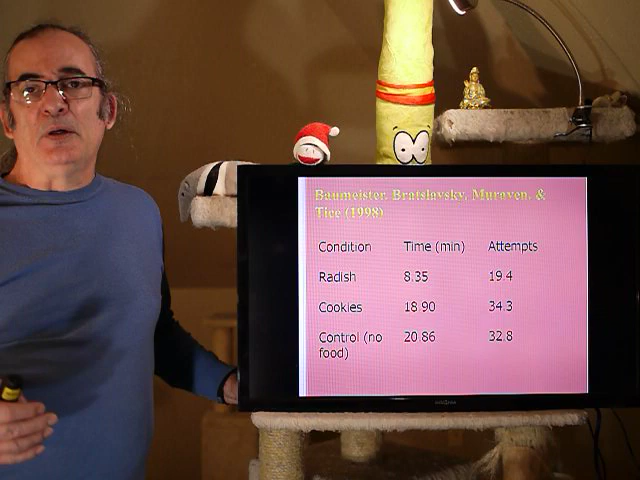 Baumeister, Bratslavsky, Muraven, &
Tice (1998)
Condition Time (min) Attempts
Radish 8.35 19.4
Cookies 18.90 34.3
Control (no 20.86 32.8
food)